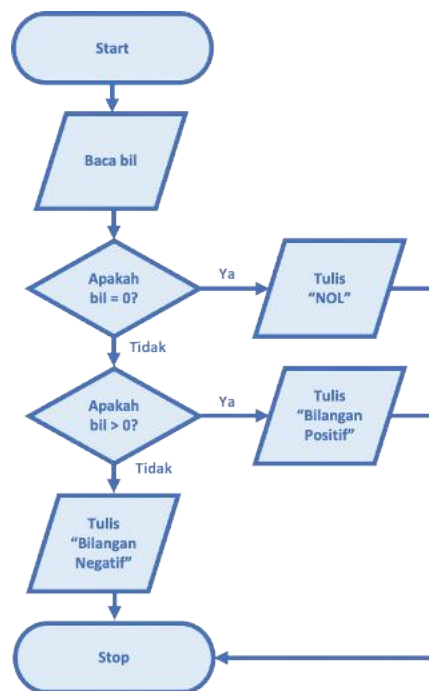 Start
Baca bil
Apakah
bil = 0?
Ya
Tulis
“NOL”
Tidak
Apakah
bil > 0?
Ya
Tulis
“Bilangan
Positif”
Tidak
Tulis
“Bilangan
Negatif”
Stop